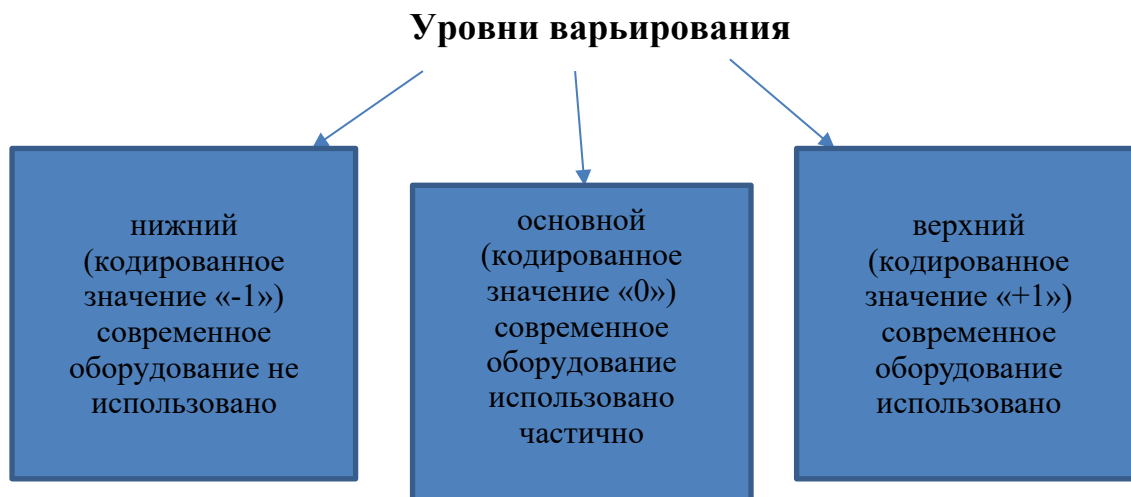 Уровни варьирования
нижний
(кодированное
значение «-1»)
современное
оборудование не
использовано
основной
(кодированное
значение «0»)
современное
оборудование
использовано
частично
верхний
(кодированное
значение «+1»)
современное
оборудование
использовано